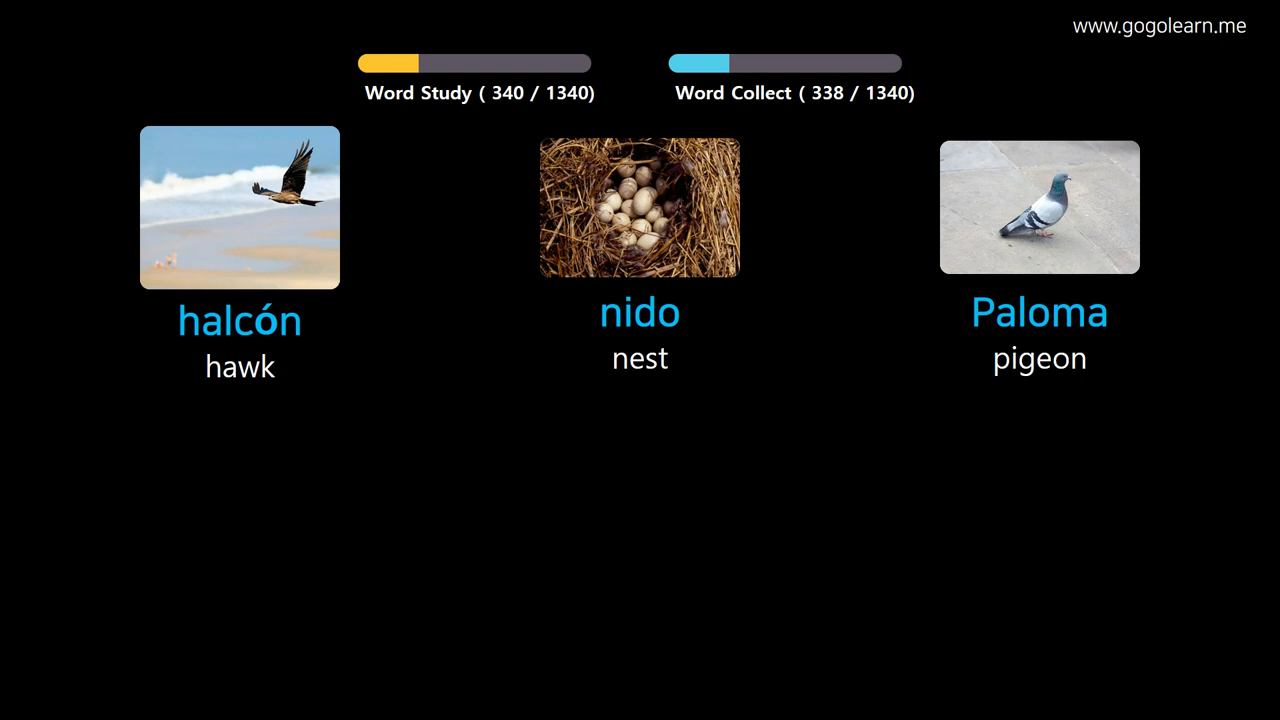 www.gogolearn.me
Word Study ( 340 / 1340)
Word Collect ( 338 / 1340)
halcón
hawk
nido
nest
Paloma
pigeon